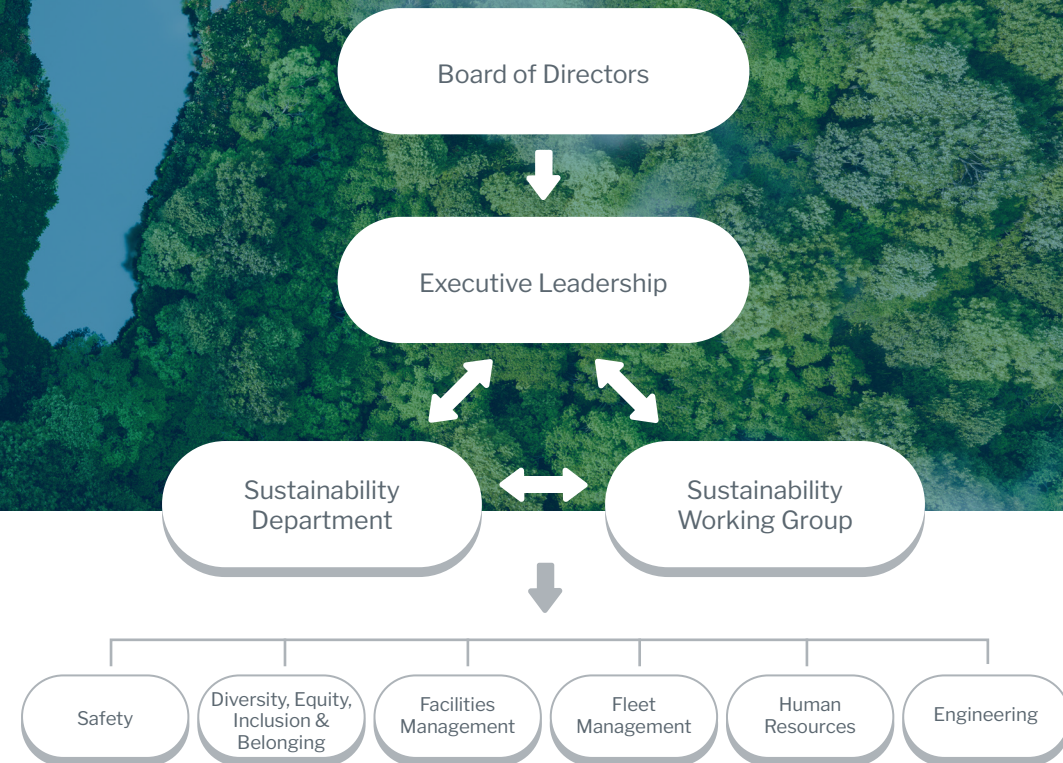 Board of Directors
Executive Leadership
Sustainability
Department
Sustainability
Working Group
Safety
Diversity, Equity,
Inclusion &
Belonging
Facilities
Management
Fleet
Management
Human
Resources
Engineering